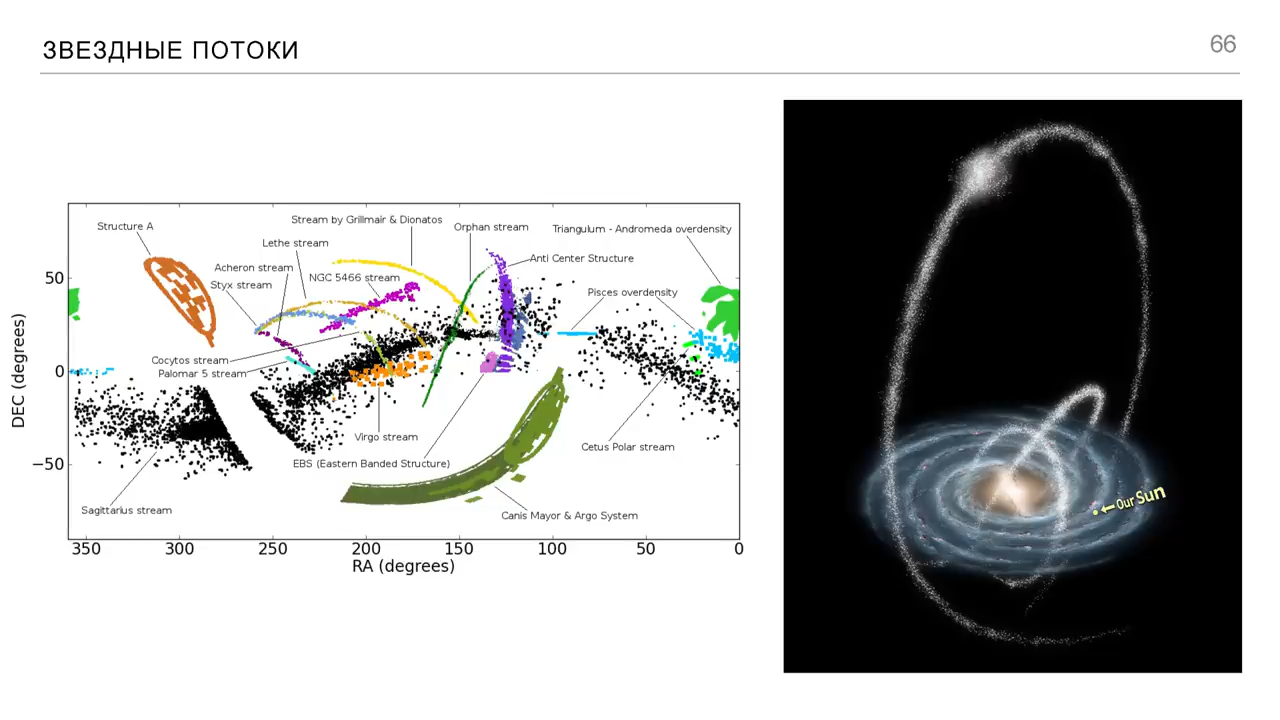 ЗВЕЗДНЫЕ ПОТОКИ
66
Structure A
Stream by Grillmair & Dionatos
Orphan stream
Triangulum - Andromeda overdensity
Lethe stream
Anti Center Structure
Acheron stream
NGC 5466 stream
Styx stream
Pisces overdensity
Cocytos stream
Palomar 5 stream
Virgo stream
Cetus Polar stream
EBS (Eastern Banded Structure)
Sagittarius stream
Canis Mayor & Argo System
DEC (degrees)
50
0
−50
350 300 250 200 150 100 50 0
RA (degrees)
Our Sun